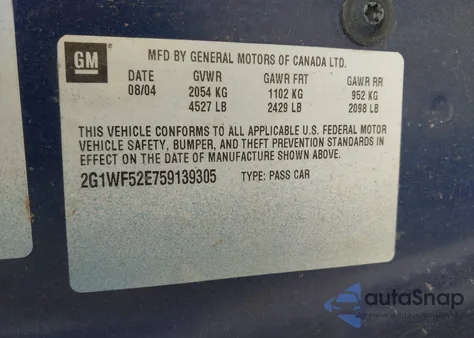 GM
MFD BY GENERAL MOTORS OF CANADA LTD.
DATE GVWR GAWR FRT GAWR RR
08/04 2054 KG 1102 KG 952 KG
4527 LB 2429 LB 2098 LB
THIS VEHICLE CONFORMS TO ALL APPLICABLE U.S. FEDERAL MOTOR
VEHICLE SAFETY, BUMPER, AND THEFT PREVENTION STANDARDS IN
EFFECT ON THE DATE OF MANUFACTURE SHOWN ABOVE.
2G1WF52E759139305 TYPE: PASS CAR
autoSnap